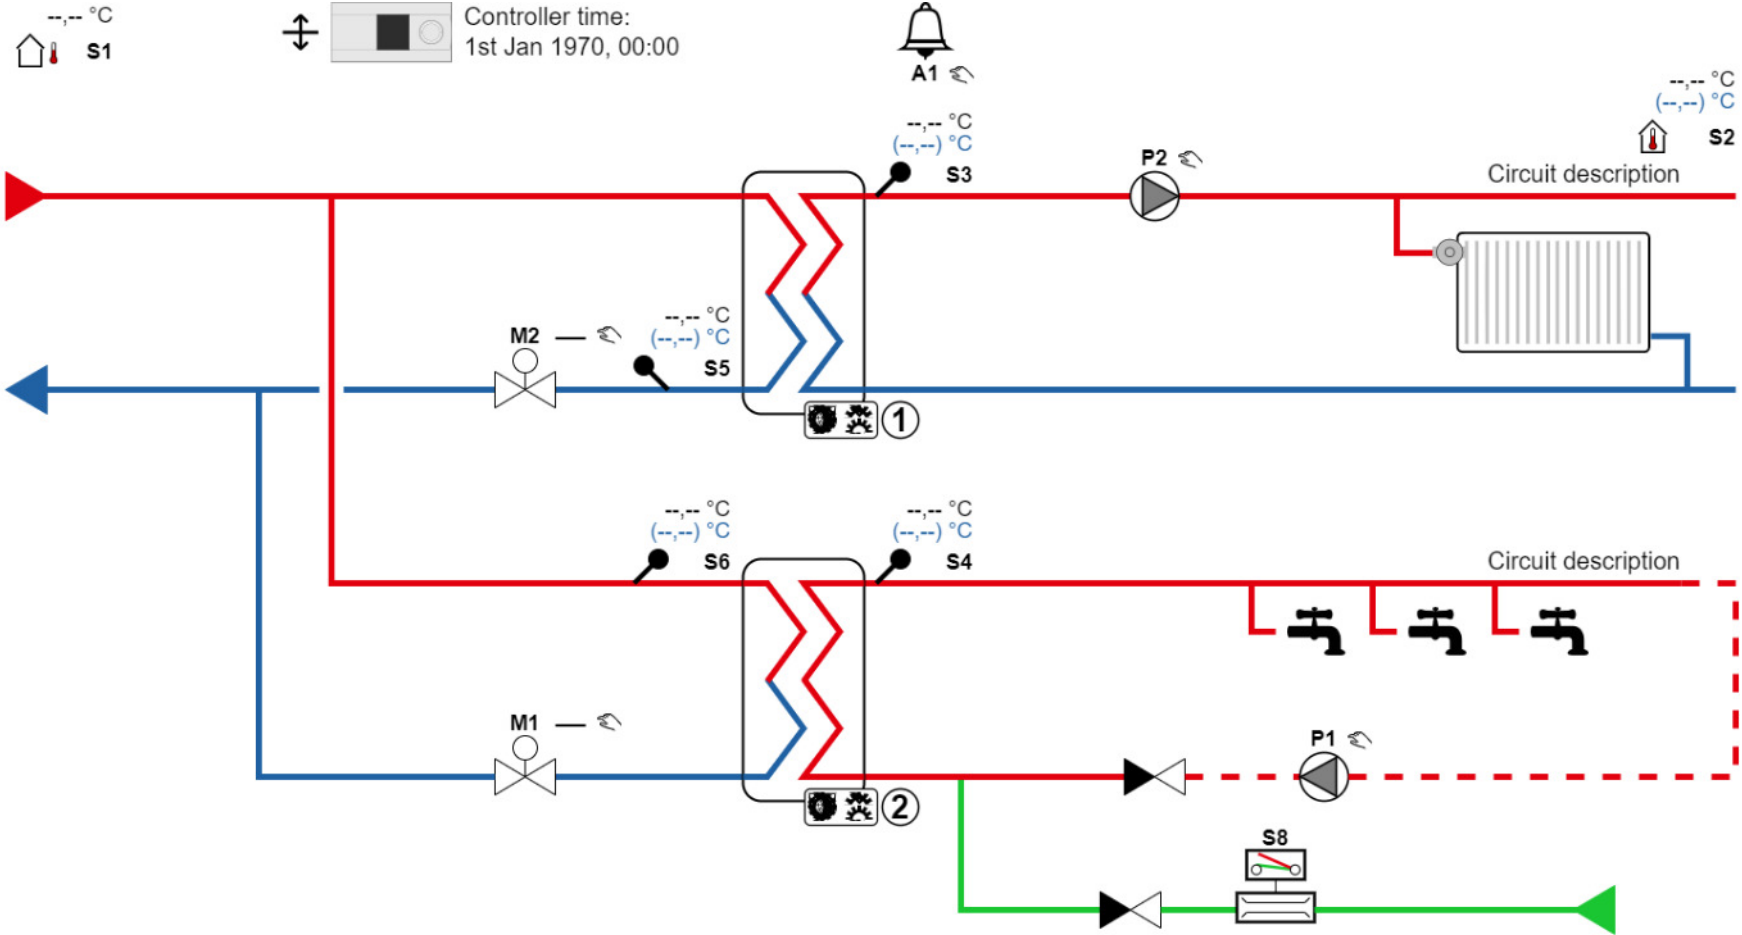 --,-- °C
S1
Controller time:
1st Jan 1970, 00:00
A1
--,-- °C
(--,--) °C
S2
--,-- °C
(--,--) °C
S3
P2
Circuit description
M2 —
--,-- °C
(--,--) °C
S5
1
--,-- °C
(--,--) °C
S6
--,-- °C
(--,--) °C
S4
Circuit description
M1 —
P1
2
S8